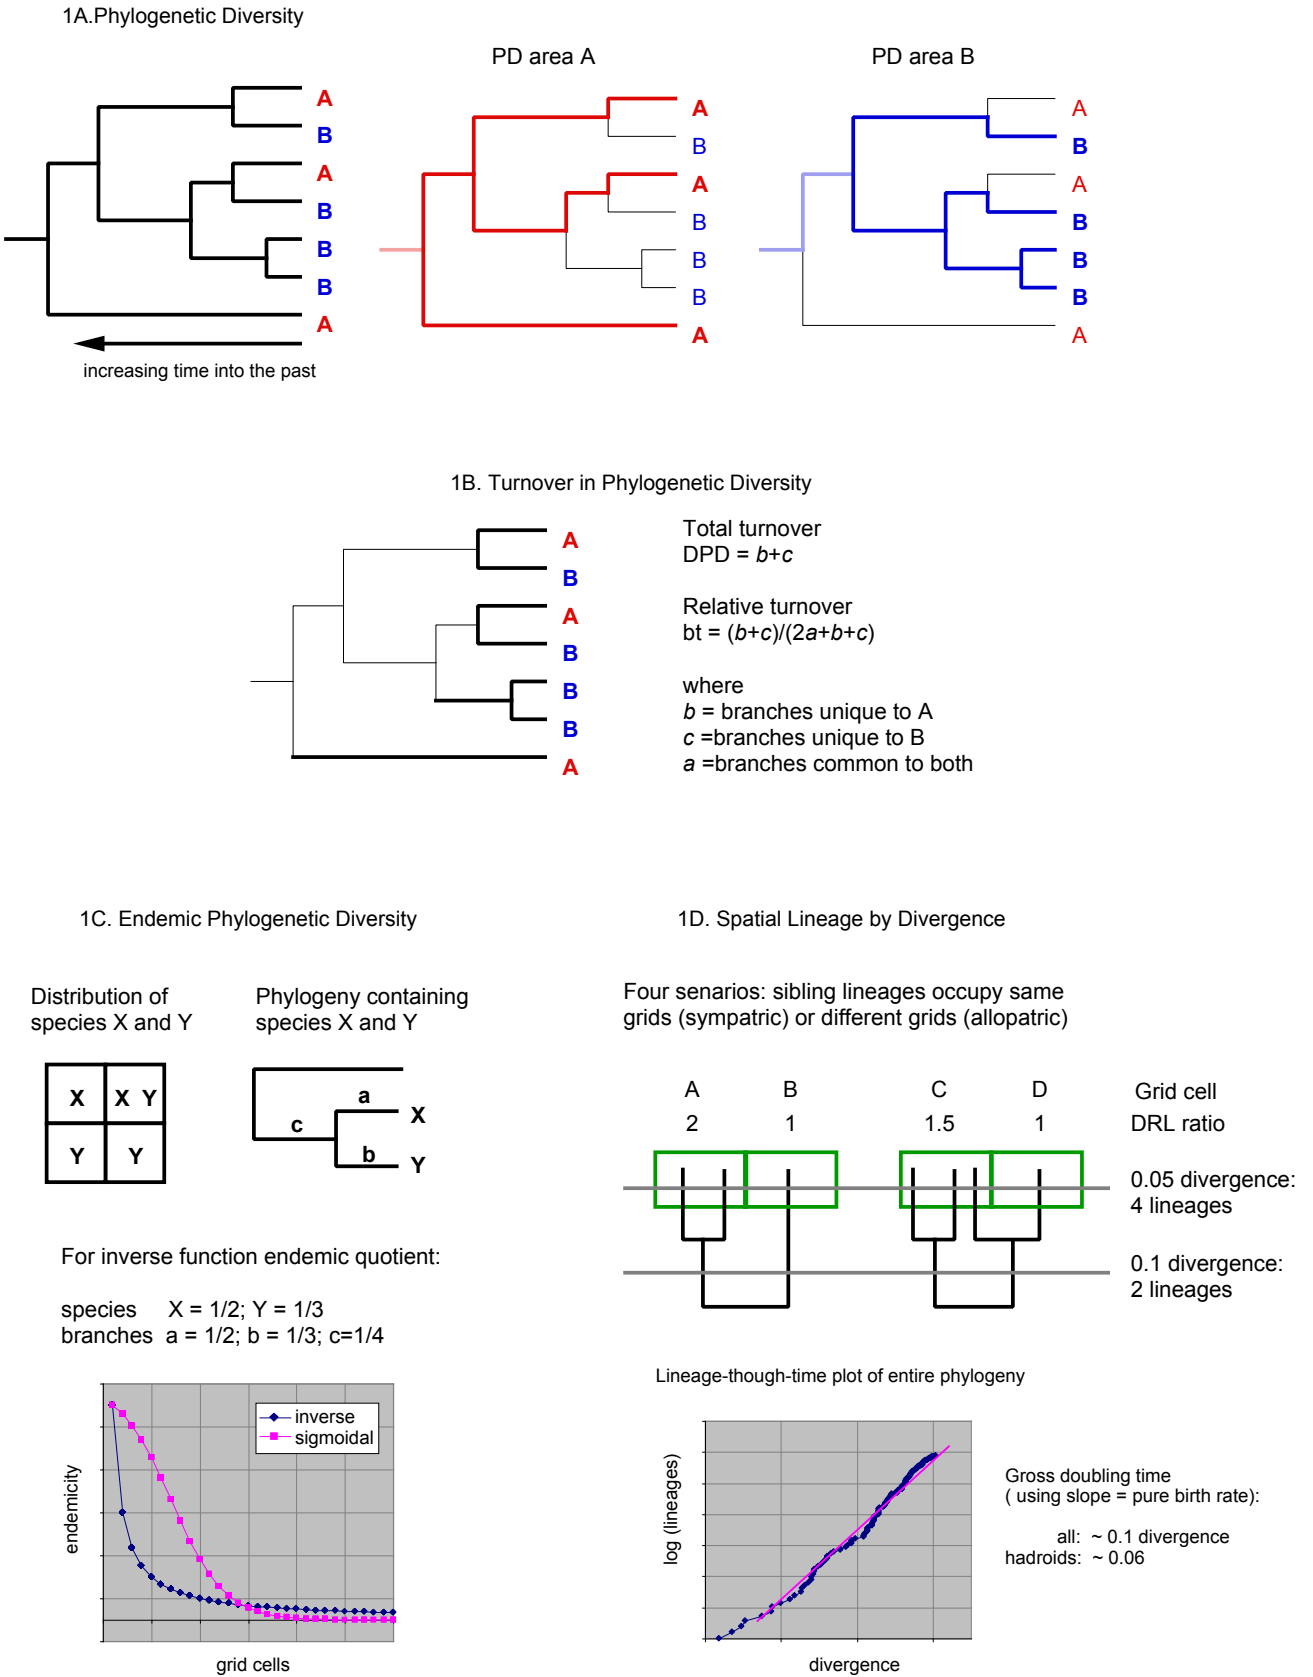 1A.Phylogenetic Diversity
PD area A
PD area B
A
B
A
B
B
B
A
A
B
A
B
B
B
A
A
B
A
B
B
B
A
increasing time into the past
1B. Turnover in Phylogenetic Diversity
A
B
A
B
B
B
A
Total turnover
DPD = b+c
Relative turnover
bt = (b+c)/(2a+b+c)
where
b = branches unique to A
c =branches unique to B
a =branches common to both
1C. Endemic Phylogenetic Diversity
Distribution of
species X and Y
Phylogeny containing
species X and Y
X
X Y
Y
Y
a
X
c
b
Y
For inverse function endemic quotient:
species X = 1/2; Y = 1/3
branches a = 1/2; b = 1/3; c=1/4
inverse
sigmoidal
endemicity
grid cells
1D. Spatial Lineage by Divergence
Four senarios: sibling lineages occupy same
grids (sympatric) or different grids (allopatric)
A B C D Grid cell
2 1 1.5 1 DRL ratio
0.05 divergence:
4 lineages
0.1 divergence:
2 lineages
Lineage-though-time plot of entire phylogeny
log (lineages)
divergence
Gross doubling time
( using slope = pure birth rate):
all: ~ 0.1 divergence
hadroids: ~ 0.06